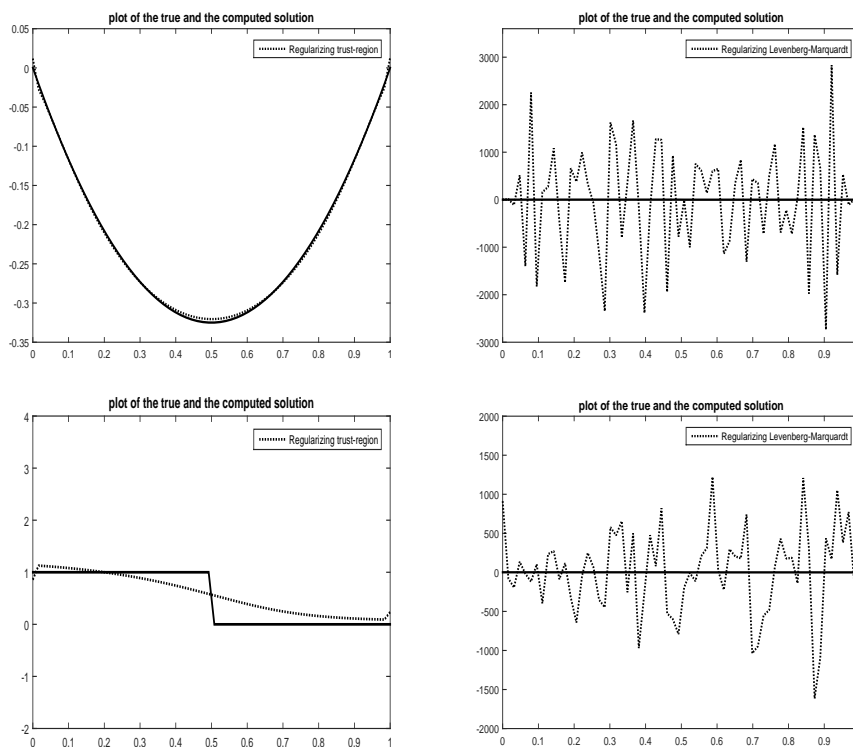 plot of the true and the computed solution
0.05
0
-0.05
-0.1
-0.15
-0.2
-0.25
-0.3
-0.35
0 0.1 0.2 0.3 0.4 0.5 0.6 0.7 0.8 0.9 1
Regularizing trust-region
plot of the true and the computed solution
3000
2000
1000
0
-1000
-2000
-3000
0 0.1 0.2 0.3 0.4 0.5 0.6 0.7 0.8 0.9
Regularizing Levenberg-Marquardt
plot of the true and the computed solution
4
3
2
1
0
-1
-2
0 0.1 0.2 0.3 0.4 0.5 0.6 0.7 0.8 0.9 1
Regularizing trust-region
plot of the true and the computed solution
2000
1500
1000
500
0
-500
-1000
-1500
-2000
0 0.1 0.2 0.3 0.4 0.5 0.6 0.7 0.8 0.9
Regularizing Levenberg-Marquardt